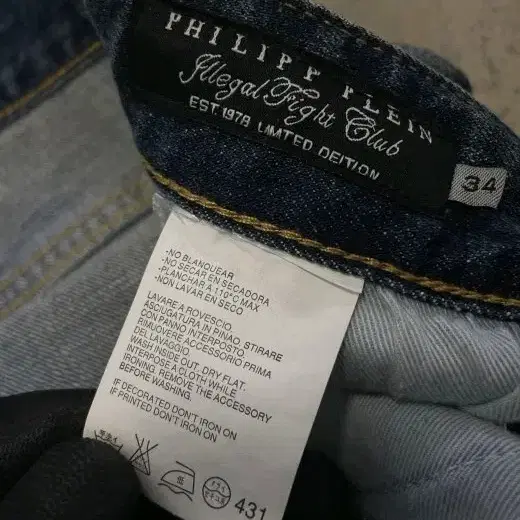 PHILIPP PLEIN
Illegal Fight Club
EST. 1978 LIMTED DEITION
34
-NO BLANQUEAR
-NO SECAR EN SECADORA
-PLANCHAR A 110°C MAX
-NON LAVAR EN SECO
LAVARE A ROVESCIO.
ASCIUGATURA IN PINAO, STIRARE
CON PANNO INTERPOSTO.
RIMUOVERE ACCESSORIO PRIMA
DEL LAVAGGIO.
WASH INSIDE OUT, DRY FLAT.
INTERPOSE A CLOTH WHILE
IRONING. REMOVE THE ACCESSORY
BEFORE WASHING.
IF DECORATED DON'T IRON ON
IF PRINTED DON'T IRON ON
431